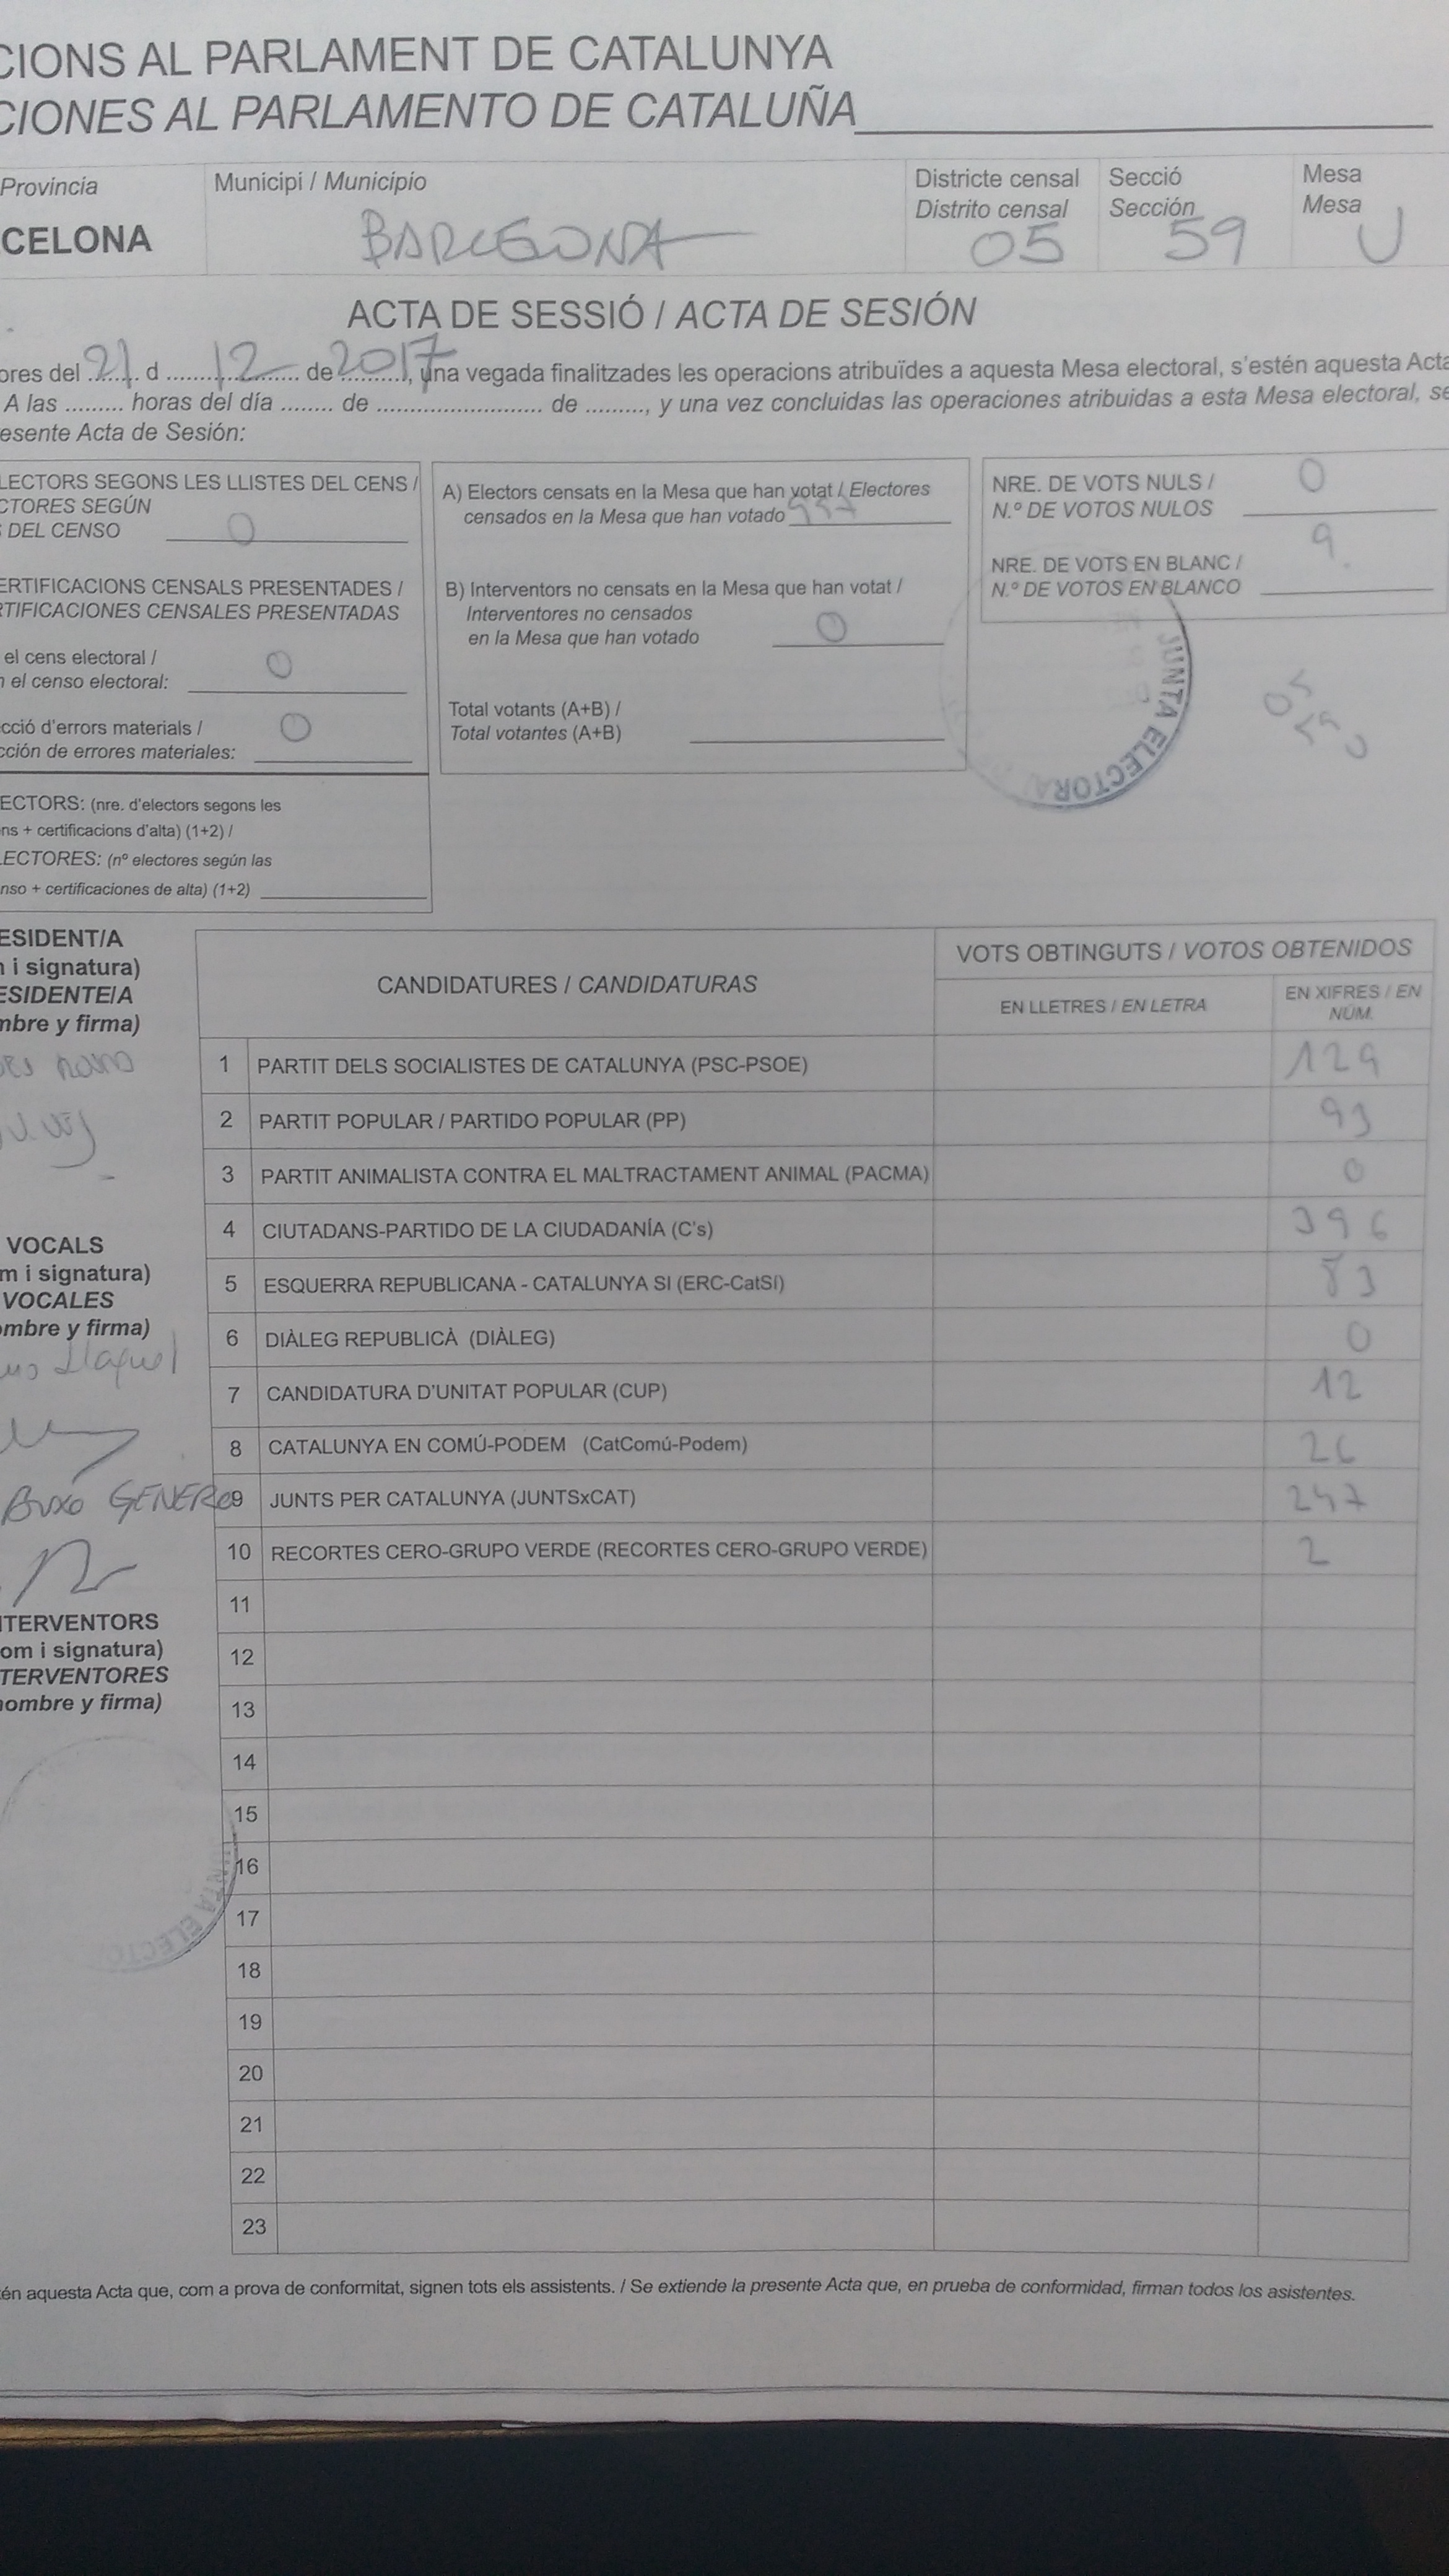 CIONS AL PARLAMENT DE CATALUNYA
CIONES AL PARLAMENTO DE CATALUÑA
Provincia
CELONA
Municipi / Municipio
BARCELONA
Districte censal
Distrito censal
05
Secció
Sección
59
Mesa
Mesa
U
ACTA DE SESSIÓ / ACTA DE SESIÓN
ores del 21 d 12 de 2017, una vegada finalitzades les operacions atribuïdes a aquesta Mesa electoral, s'estén aquesta Acta
A las ......... horas del día ........ de ........................ de ........., y una vez concluidas las operaciones atribuidas a esta Mesa electoral, se
esente Acta de Sesión:
LECTORS SEGONS LES LLISTES DEL CENS /
CTORES SEGÚN
DEL CENSO 0
ERTIFICACIONS CENSALS PRESENTADES /
RTIFICACIONES CENSALES PRESENTADAS
el cens electoral /
el censo electoral: 0
cció d'errors materials /
cción de errores materiales: 0
ECTORS: (nre. d'electors segons les
ns + certificacions d'alta) (1+2) /
LECTORES: (nº electores según las
nso + certificaciones de alta) (1+2)
A) Electors censats en la Mesa que han votat / Electores
censados en la Mesa que han votado 997
B) Interventors no censats en la Mesa que han votat /
Interventores no censados
en la Mesa que han votado 0
Total votants (A+B) /
Total votantes (A+B)
NRE. DE VOTS NULS /
N.º DE VOTOS NULOS 0
NRE. DE VOTS EN BLANC /
N.º DE VOTOS EN BLANCO 9
JUNTA ELECTORAL
05
59 U
ESIDENT/A
i signatura)
ESIDENTE/A
mbre y firma)
VOCALS
m i signatura)
VOCALES
ombre y firma)
Buxo GENERO
NTERVENTORS
om i signatura)
TERVENTORES
nombre y firma)
JUNTA ELECTO
CANDIDATURES / CANDIDATURAS
VOTS OBTINGUTS / VOTOS OBTENIDOS
EN LLETRES / EN LETRA
EN XIFRES / EN
NÚM.
1 PARTIT DELS SOCIALISTES DE CATALUNYA (PSC-PSOE) 129
2 PARTIT POPULAR / PARTIDO POPULAR (PP) 93
3 PARTIT ANIMALISTA CONTRA EL MALTRACTAMENT ANIMAL (PACMA) 0
4 CIUTADANS-PARTIDO DE LA CIUDADANÍA (C's) 396
5 ESQUERRA REPUBLICANA - CATALUNYA SI (ERC-CatSí) 83
6 DIÀLEG REPUBLICÀ (DIÀLEG) 0
7 CANDIDATURA D'UNITAT POPULAR (CUP) 12
8 CATALUNYA EN COMÚ-PODEM (CatComú-Podem) 26
9 JUNTS PER CATALUNYA (JUNTSxCAT) 247
10 RECORTES CERO-GRUPO VERDE (RECORTES CERO-GRUPO VERDE) 2
11
12
13
14
15
16
17
18
19
20
21
22
23
én aquesta Acta que, com a prova de conformitat, signen tots els assistents. / Se extiende la presente Acta que, en prueba de conformidad, firman todos los asistentes.